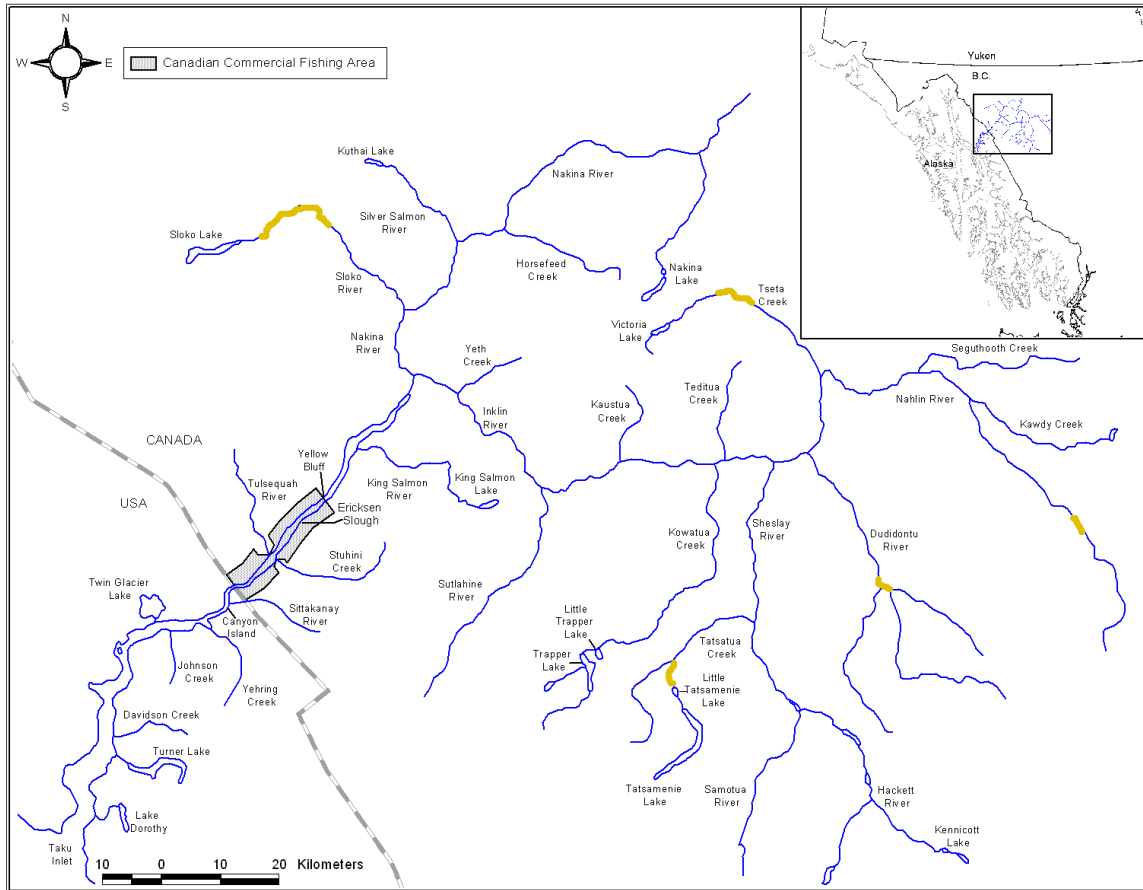 N
W
E
S
Canadian Commercial Fishing Area
Yukon
B.C.
Alaska
Kuthai Lake
Nakina River
Silver Salmon
River
Sloko Lake
Horsefeed
Creek
Sloko
River
Nakina
Lake
Tseta
Creek
Victoria
Lake
Nakina
River
Yeth
Creek
Seguthooth Creek
Teditua
Creek
Kaustua
Creek
Nahlin River
Inklin
River
Kawdy Creek
CANADA
Yellow
Bluff
USA
Tulsequah
River
King Salmon
River
King Salmon
Lake
Ericksen
Slough
Kowatua
Creek
Sheslay
River
Dudidontu
River
Stuhini
Creek
Twin Glacier
Lake
Sutlahine
River
Sittakanay
River
Canyon
Island
Little
Trapper
Lake
Trapper
Lake
Tatsatua
Creek
Johnson
Creek
Yehring
Creek
Little
Tatsamenie
Lake
Davidson Creek
Turner Lake
Tatsamenie
Lake
Samotua
River
Hackett
River
Lake
Dorothy
Kennicott
Lake
Taku
Inlet
10 0 10 20 Kilometers